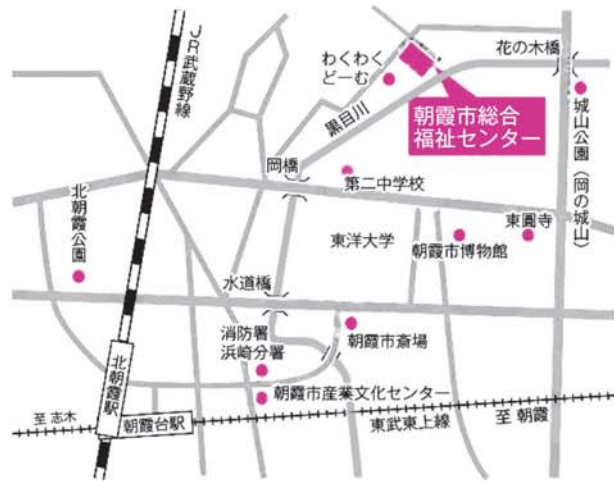 JR武蔵野線
わくわく
どーむ
花の木橋
黒目川
朝霞市総合
福祉センター
城山公園(岡の城山)
岡橋
第二中学校
北朝霞公園
東洋大学
朝霞市博物館
東圓寺
水道橋
消防署
浜崎分署
朝霞市斎場
北朝霞駅
朝霞市産業文化センター
至 志木
朝霞台駅
東武東上線
至 朝霞